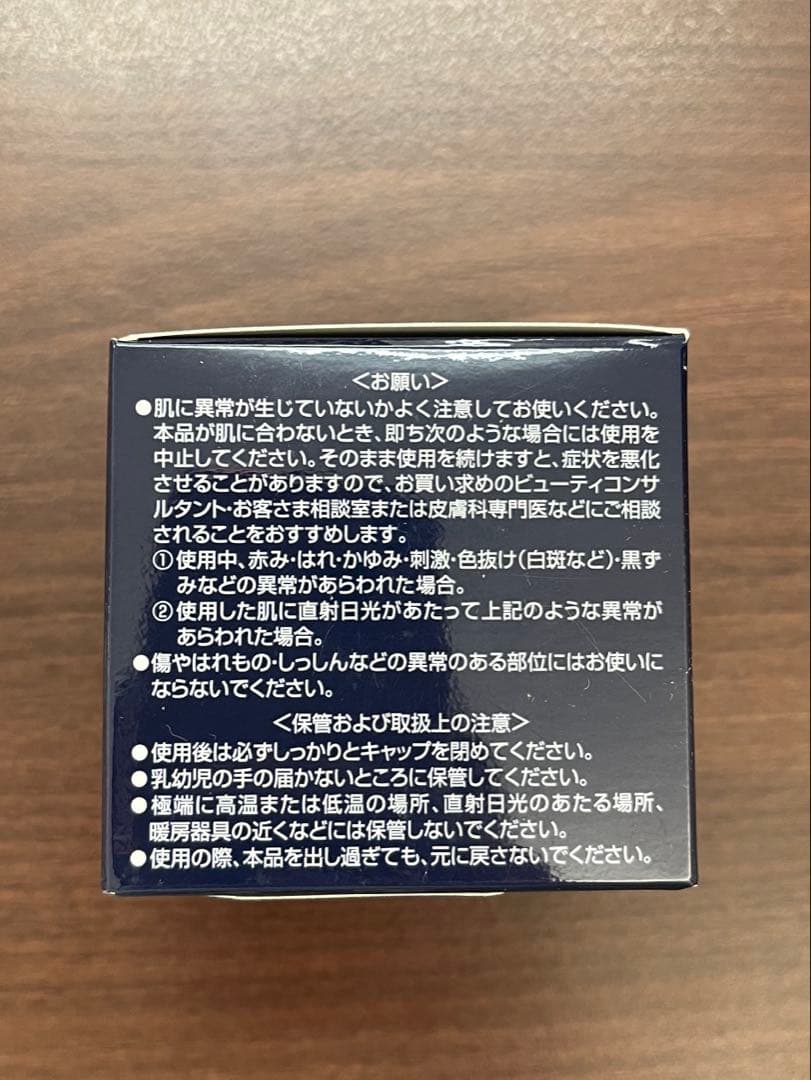 <お願い>
●肌に異常が生じていないかよく注意してお使いください。
本品が肌に合わないとき、即ち次のような場合には使用を
中止してください。そのまま使用を続けますと、症状を悪化
させることがありますので、お買い求めのビューティコンサ
ルタント・お客さま相談室または皮膚科専門医などにご相談
されることをおすすめします。
①使用中、赤み・はれ・かゆみ・刺激・色抜け(白斑など)・黒ず
みなどの異常があらわれた場合。
②使用した肌に直射日光があたって上記のような異常が
あらわれた場合。
●傷やはれもの・しっしんなどの異常のある部位にはお使いに
ならないでください。
<保管および取扱上の注意>
●使用後は必ずしっかりとキャップを閉めてください。
●乳幼児の手の届かないところに保管してください。
●極端に高温または低温の場所、直射日光のあたる場所、
暖房器具の近くなどには保管しないでください。
●使用の際、本品を出し過ぎても、元に戻さないでください。